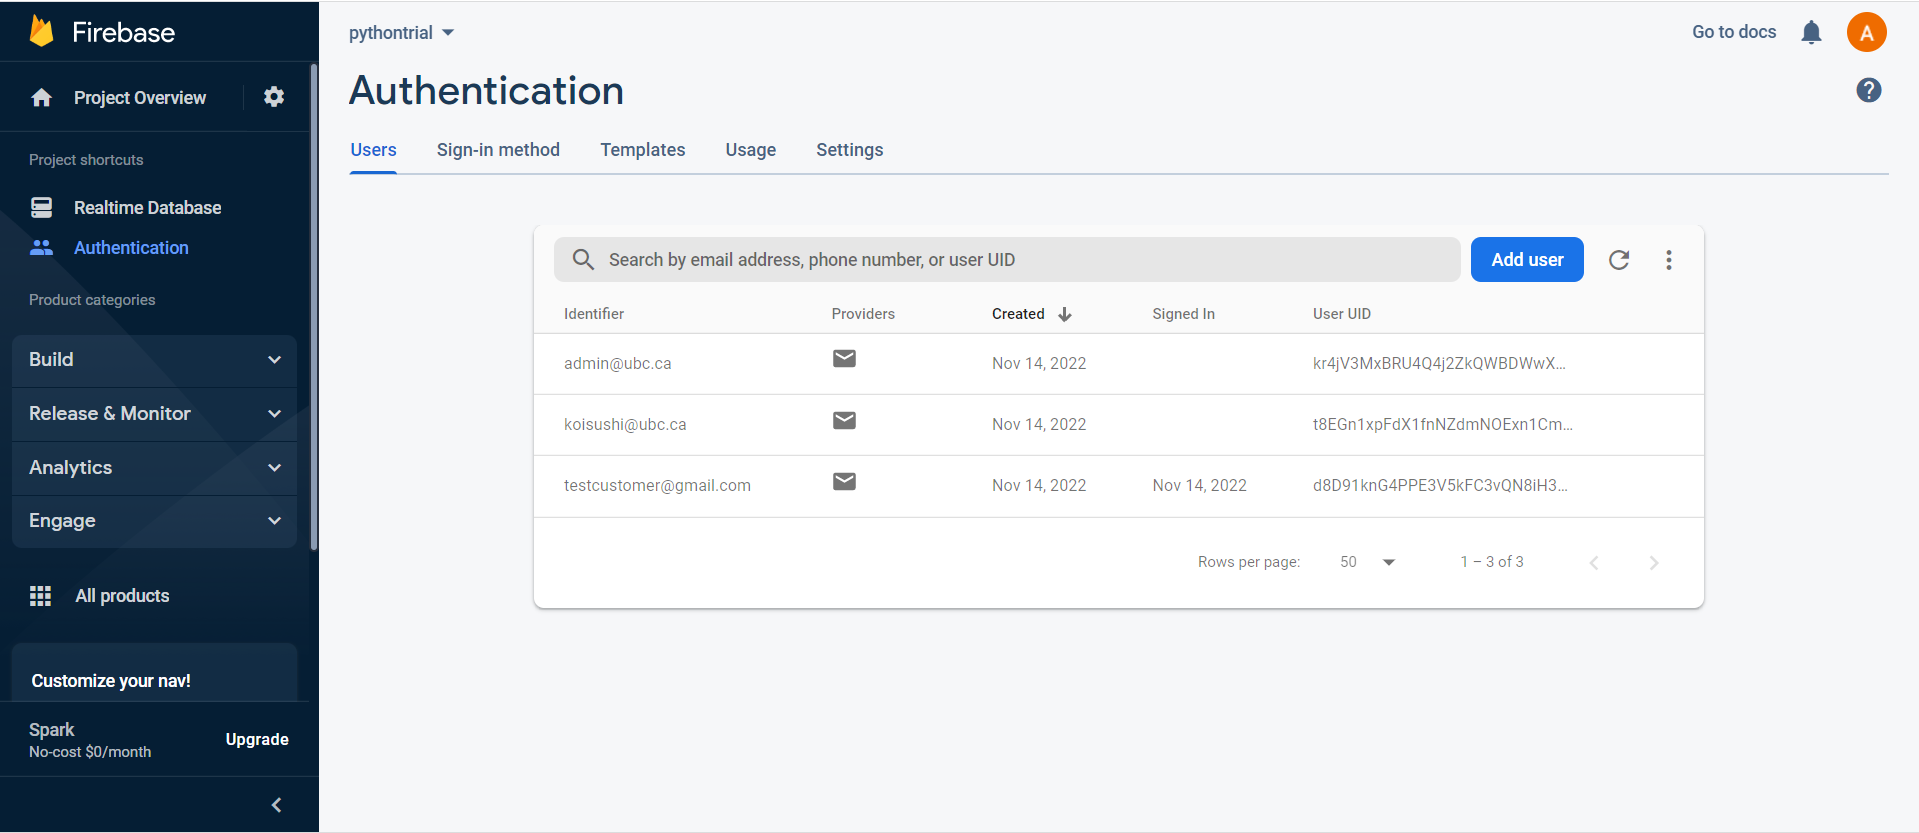 Firebase
Project Overview
Project shortcuts
Realtime Database
Authentication
Product categories
Build
Release & Monitor
Analytics
Engage
All products
Customize your nav!
Spark
No-cost $0/month
Upgrade
pythontrial
Go to docs
A
Authentication
Users Sign-in method Templates Usage Settings
Search by email address, phone number, or user UID
Add user
Identifier Providers Created Signed In User UID
admin@ubc.ca Nov 14, 2022 kr4jV3MxBRU4Q4j2ZkQWBDWwX...
koisushi@ubc.ca Nov 14, 2022 t8EGn1xpFdX1fnNZdmNOExn1Cm...
testcustomer@gmail.com Nov 14, 2022 Nov 14, 2022 d8D91knG4PPE3V5kFC3vQN8iH3...
Rows per page: 50 1 – 3 of 3